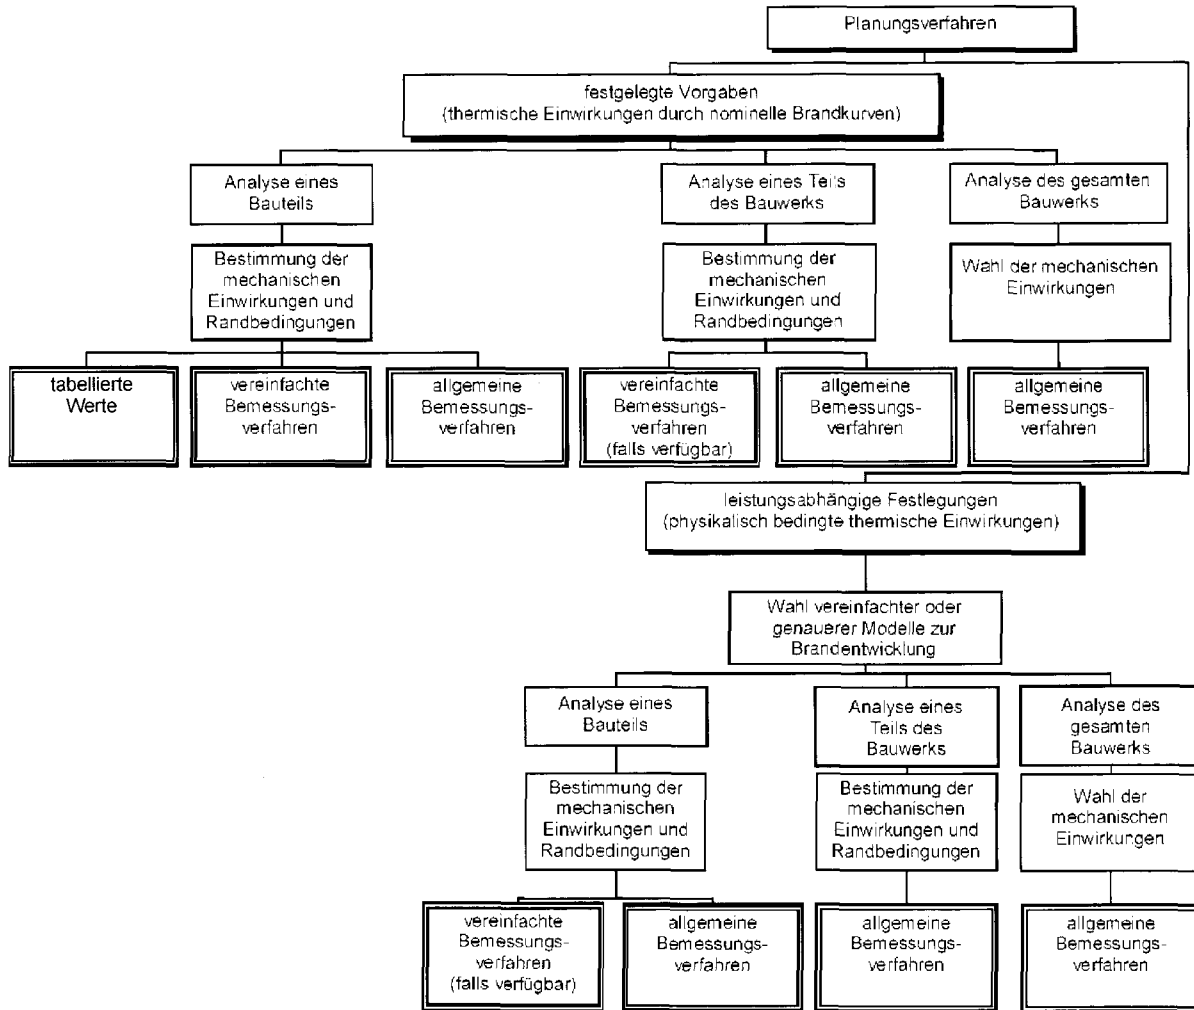 Planungsverfahren
festgelegte Vorgaben
(thermische Einwirkungen durch nominelle Brandkurven)
Analyse eines
Bauteils
Analyse eines Teils
des Bauwerks
Analyse des gesamten
Bauwerks
Bestimmung der
mechanischen
Einwirkungen und
Randbedingungen
Bestimmung der
mechanischen
Einwirkungen und
Randbedingungen
Wahl der mechanischen
Einwirkungen
tabellierte
Werte
vereinfachte
Bemessungs-
verfahren
allgemeine
Bemessungs-
verfahren
vereinfachte
Bemessungs-
verfahren
(falls verfügbar)
allgemeine
Bemessungs-
verfahren
allgemeine
Bemessungs-
verfahren
leistungsabhängige Festlegungen
(physikalisch bedingte thermische Einwirkungen)
Wahl vereinfachter oder
genauerer Modelle zur
Brandentwicklung
Analyse eines
Bauteils
Analyse eines
Teils des
Bauwerks
Analyse des
gesamten
Bauwerks
Bestimmung der
mechanischen
Einwirkungen und
Randbedingungen
Bestimmung der
mechanischen
Einwirkungen und
Randbedingungen
Wahl der
mechanischen
Einwirkungen
vereinfachte
Bemessungs-
verfahren
(falls verfügbar)
allgemeine
Bemessungs-
verfahren
allgemeine
Bemessungs-
verfahren
allgemeine
Bemessungs-
verfahren